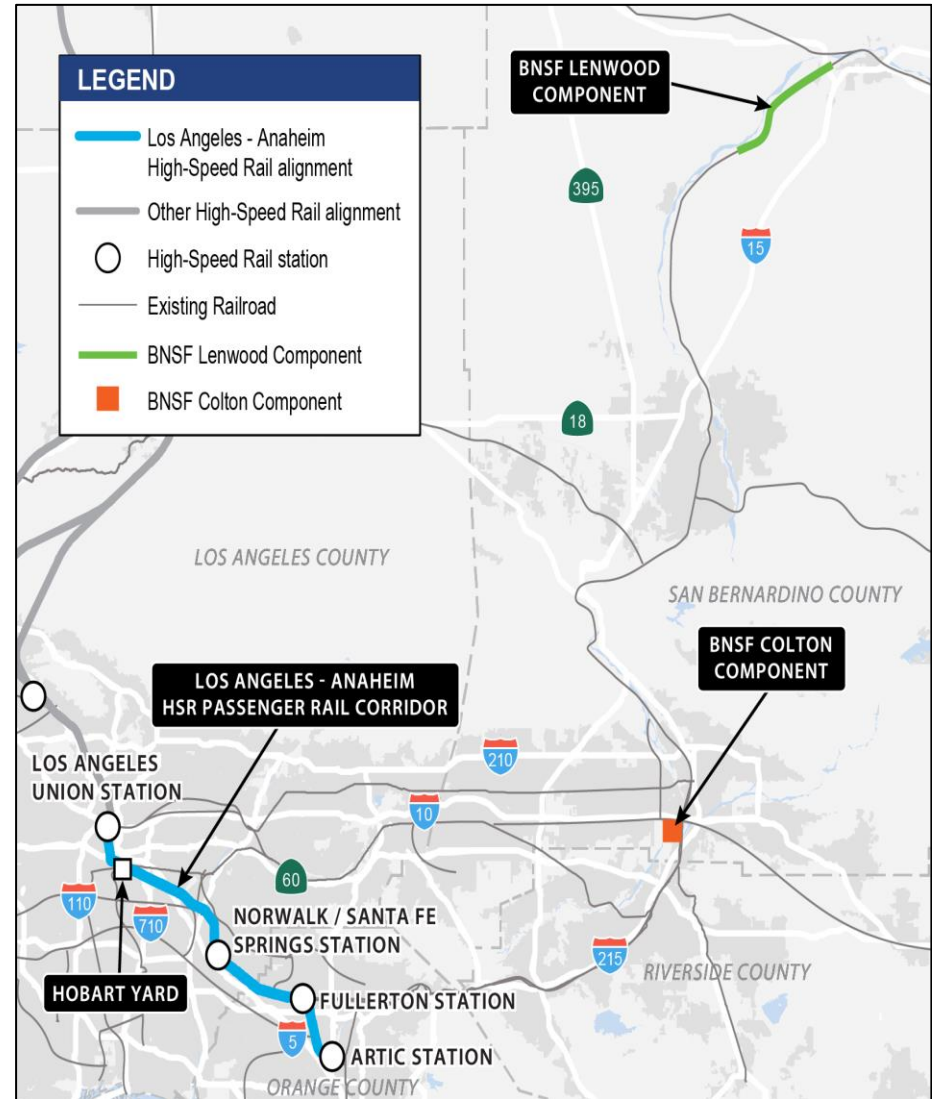 LEGEND
Los Angeles - Anaheim
High-Speed Rail alignment
Other High-Speed Rail alignment
High-Speed Rail station
Existing Railroad
BNSF Lenwood Component
BNSF Colton Component
BNSF LENWOOD
COMPONENT
395
15
18
LOS ANGELES COUNTY
SAN BERNARDINO COUNTY
BNSF COLTON
COMPONENT
LOS ANGELES - ANAHEIM
HSR PASSENGER RAIL CORRIDOR
210
LOS ANGELES
UNION STATION
10
60
110
710
NORWALK / SANTA FE
SPRINGS STATION
215
RIVERSIDE COUNTY
HOBART YARD
FULLERTON STATION
5
ARTIC STATION
ORANGE COUNTY